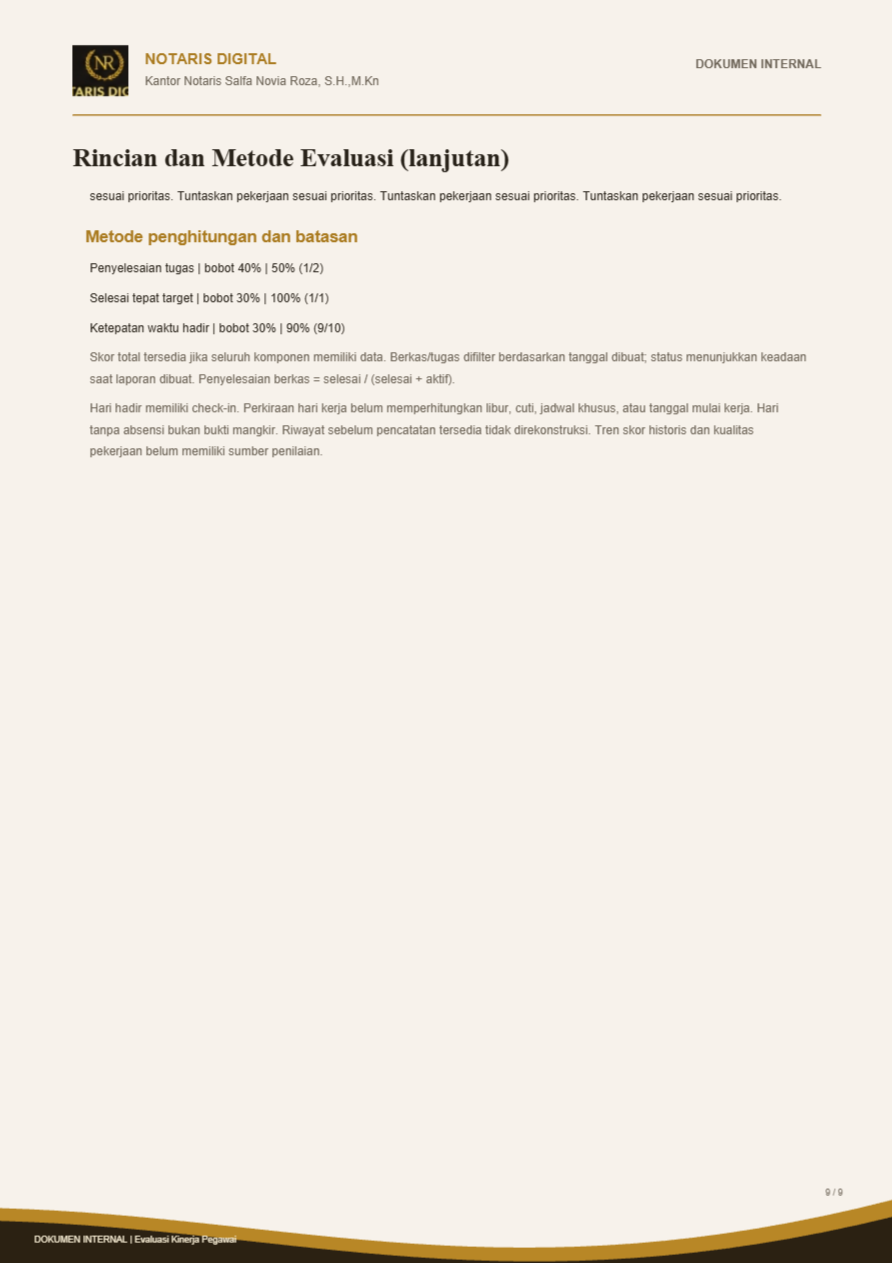 NR
TARIS DIG
NOTARIS DIGITAL
Kantor Notaris Salfa Novia Roza, S.H.,M.Kn
DOKUMEN INTERNAL
Rincian dan Metode Evaluasi (lanjutan)
sesuai prioritas. Tuntaskan pekerjaan sesuai prioritas. Tuntaskan pekerjaan sesuai prioritas. Tuntaskan pekerjaan sesuai prioritas.
Metode penghitungan dan batasan
Penyelesaian tugas | bobot 40% | 50% (1/2)
Selesai tepat target | bobot 30% | 100% (1/1)
Ketepatan waktu hadir | bobot 30% | 90% (9/10)
Skor total tersedia jika seluruh komponen memiliki data. Berkas/tugas difilter berdasarkan tanggal dibuat; status menunjukkan keadaan
saat laporan dibuat. Penyelesaian berkas = selesai / (selesai + aktif).
Hari hadir memiliki check-in. Perkiraan hari kerja belum memperhitungkan libur, cuti, jadwal khusus, atau tanggal mulai kerja. Hari
tanpa absensi bukan bukti mangkir. Riwayat sebelum pencatatan tersedia tidak direkonstruksi. Tren skor historis dan kualitas
pekerjaan belum memiliki sumber penilaian.
9 / 9
DOKUMEN INTERNAL | Evaluasi Kinerja Pegawai